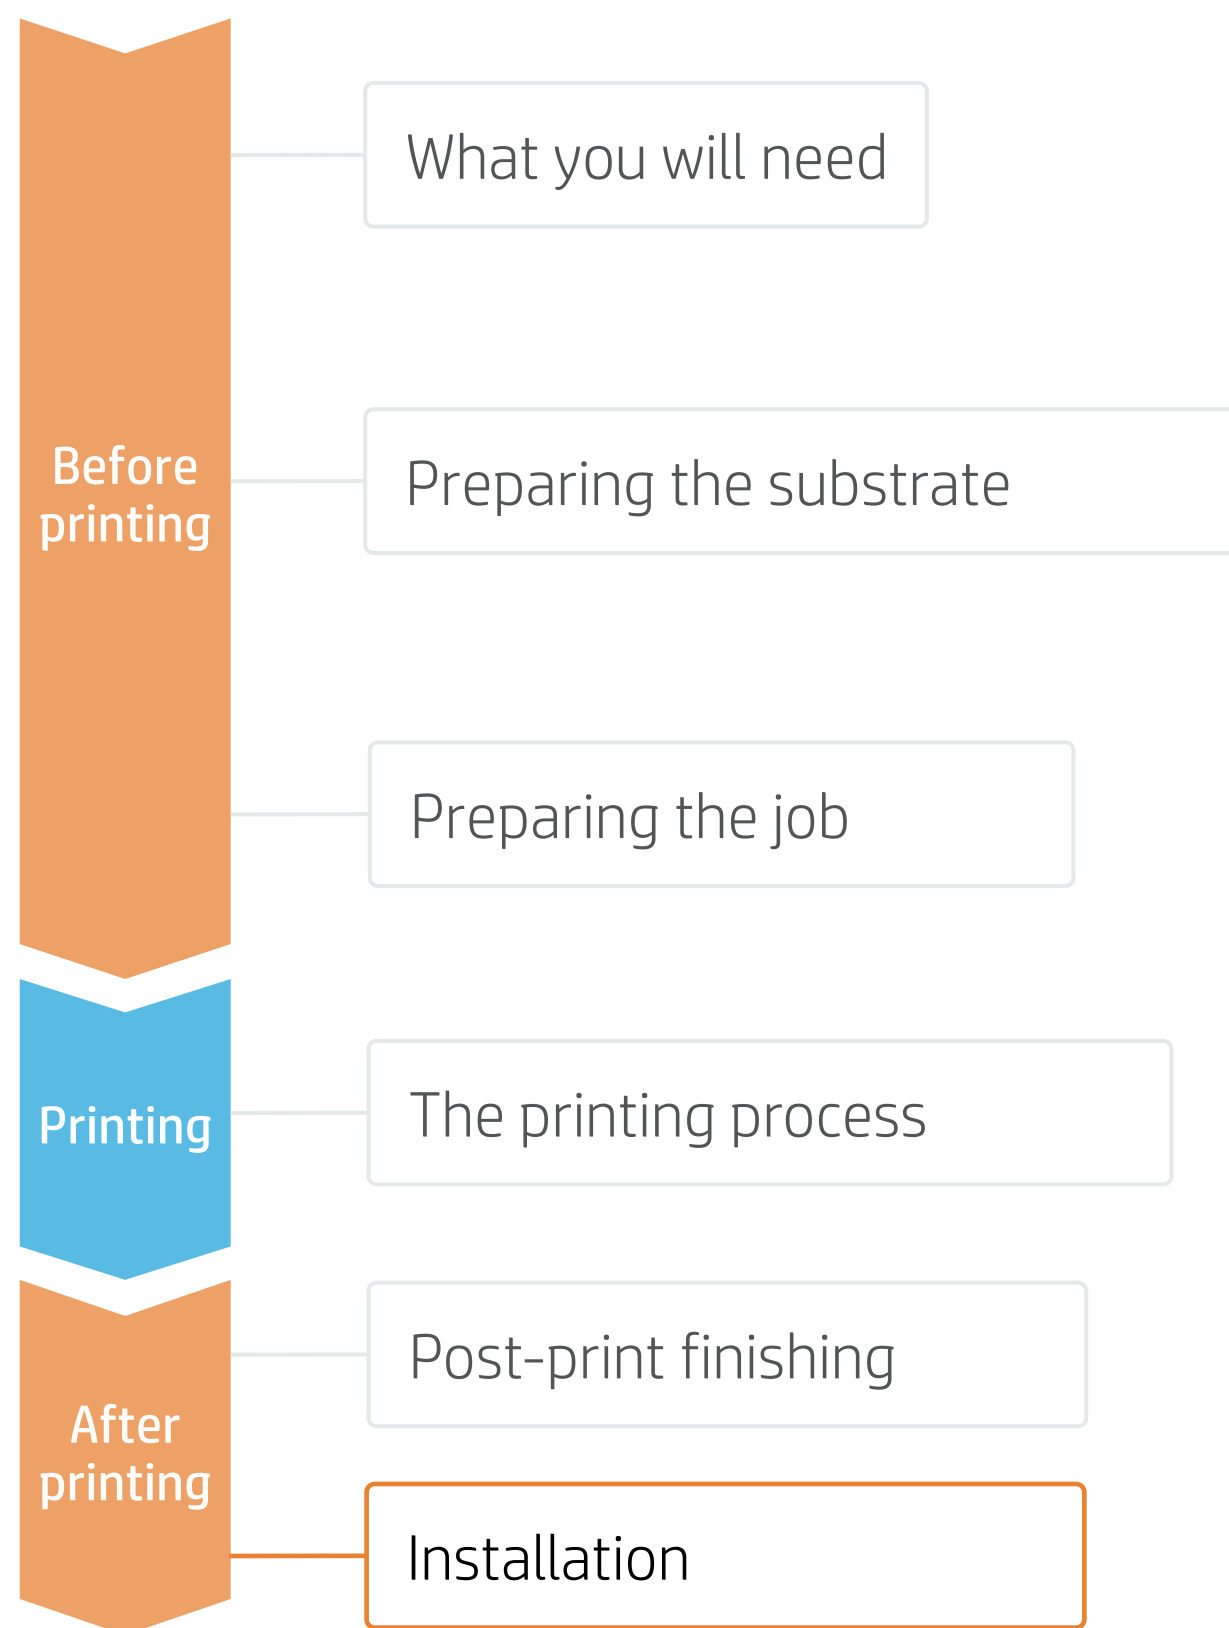 What you will need
Before
printing
Preparing the substrate
Preparing the job
Printing
The printing process
After
printing
Post-print finishing
Installation